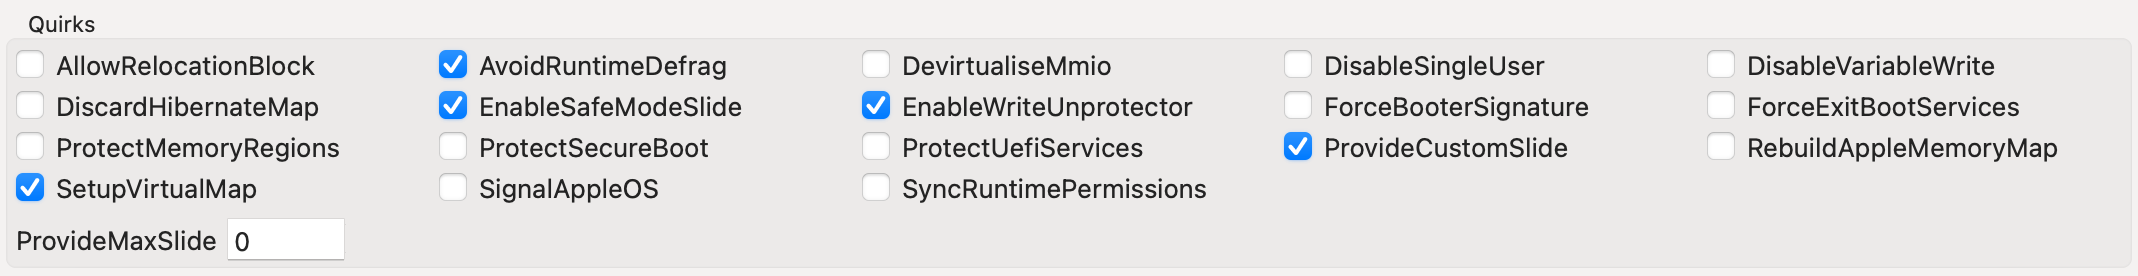 Quirks
AllowRelocationBlock AvoidRuntimeDefrag DevirtualiseMmio DisableSingleUser DisableVariableWrite
DiscardHibernateMap EnableSafeModeSlide EnableWriteUnprotector ForceBooterSignature ForceExitBootServices
ProtectMemoryRegions ProtectSecureBoot ProtectUefiServices ProvideCustomSlide RebuildAppleMemoryMap
SetupVirtualMap SignalAppleOS SyncRuntimePermissions
ProvideMaxSlide 0